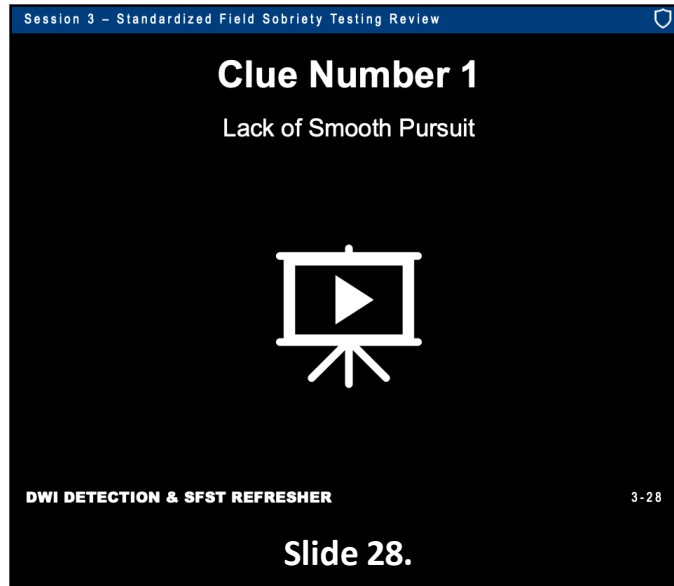 Session 3 – Standardized Field Sobriety Testing Review
Clue Number 1
Lack of Smooth Pursuit
DWI DETECTION & SFST REFRESHER
3-28
Slide 28.